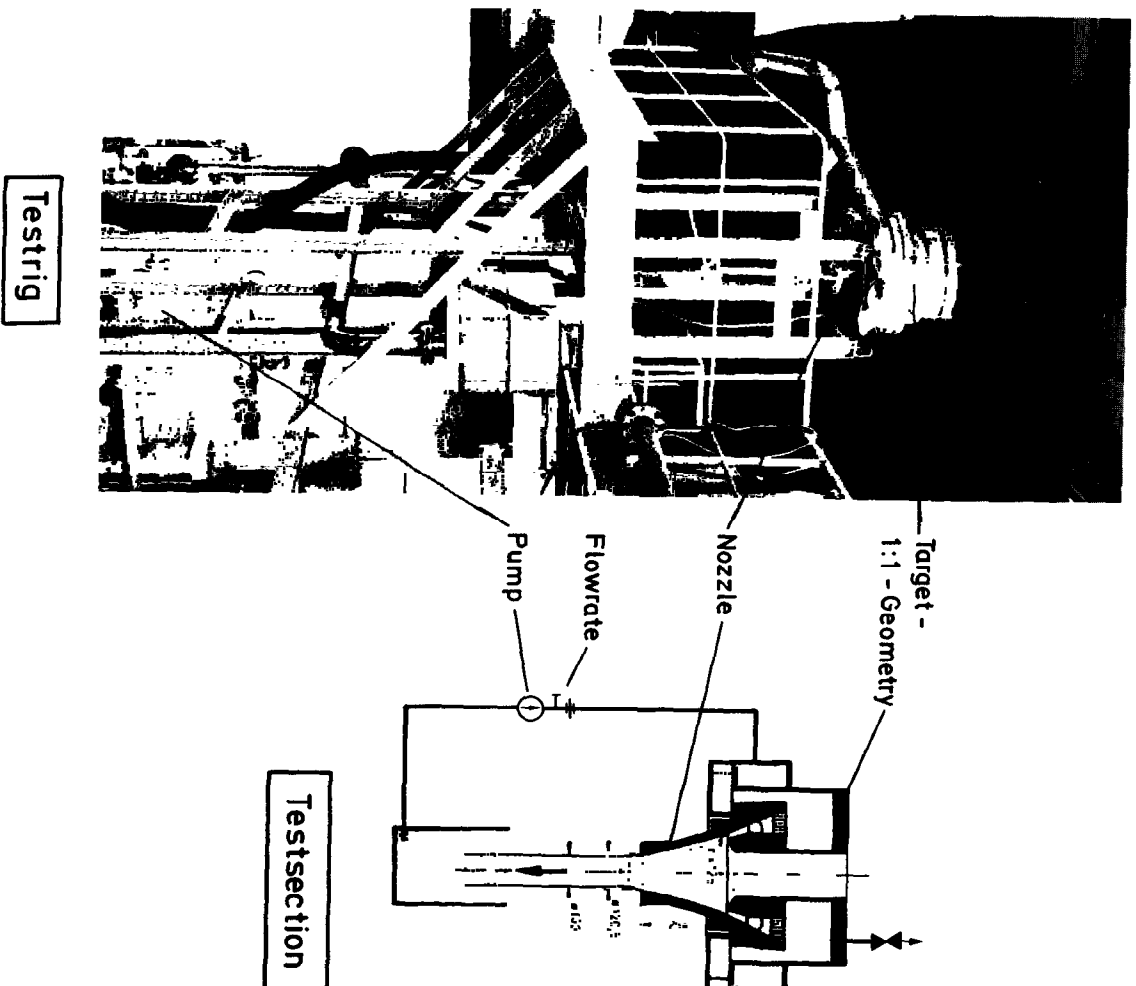 Target -
1:1 - Geometry
Nozzle
Flowrate
Pump
Testrig
Testsection